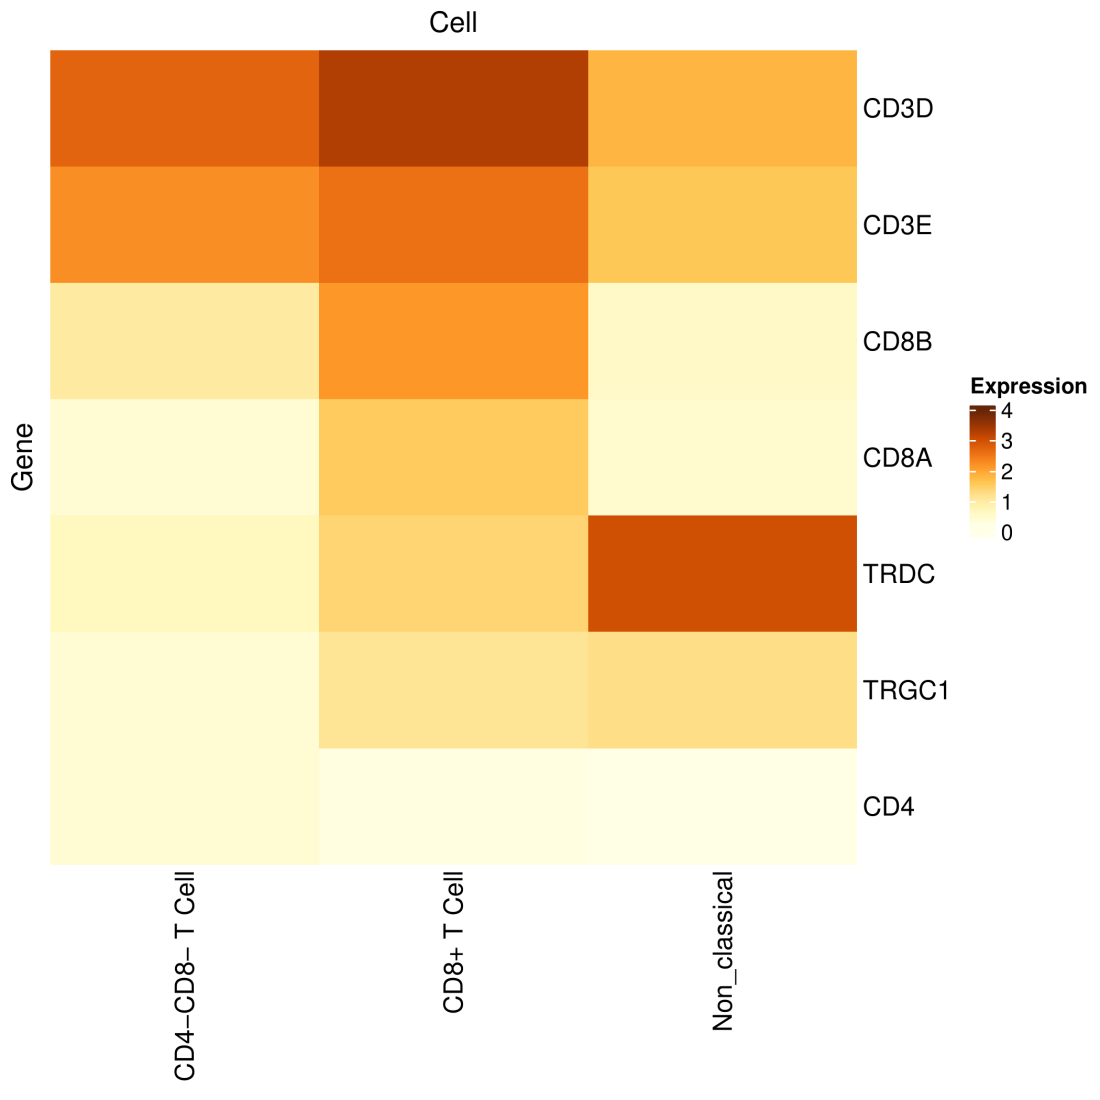 Cell
CD3D
CD3E
CD8B
CD8A
TRDC
TRGC1
CD4
Gene
Expression
4
3
2
1
0
CD4−CD8− T Cell
CD8+ T Cell
Non_classical